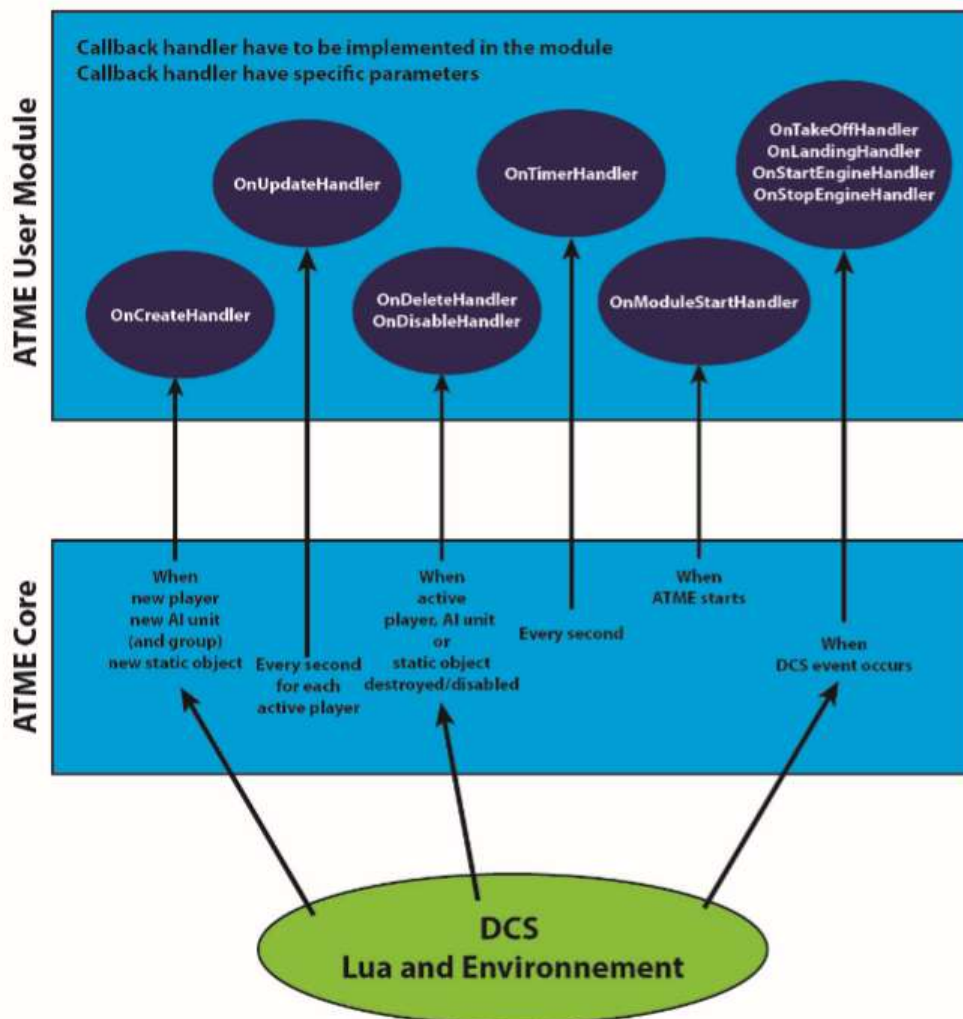 ATME User Module
Callback handler have to be implemented in the module
Callback handler have specific parameters
OnCreateHandler
OnUpdateHandler
OnDeleteHandler
OnDisableHandler
OnTimerHandler
OnModuleStartHandler
OnTakeOffHandler
OnLandingHandler
OnStartEngineHandler
OnStopEngineHandler
ATME Core
When
new player
new AI unit
(and group)
new static object
Every second
for each
active player
When
active
player, AI unit
or
static object
destroyed/disabled
Every second
When
ATME starts
When
DCS event occurs
DCS
Lua and Environnement